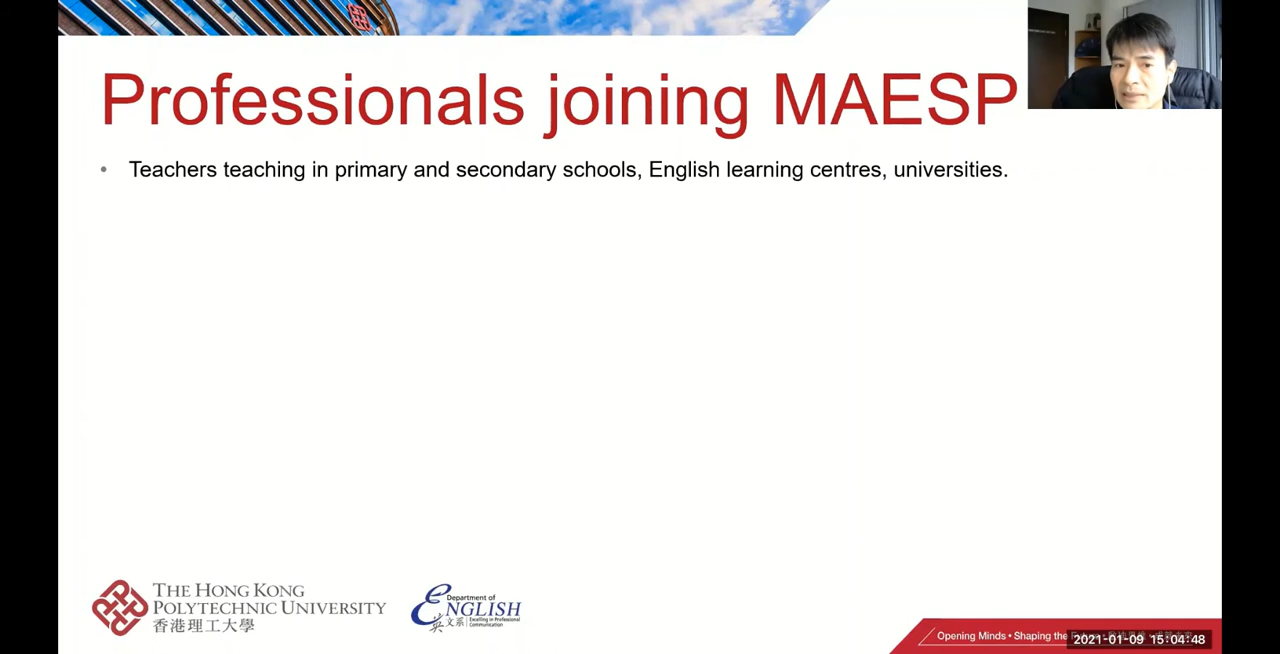 Professionals joining MAESP
• Teachers teaching in primary and secondary schools, English learning centres, universities.
THE HONG KONG
POLYTECHNIC UNIVERSITY
香港理工大學
Department of
ENGLISH
英文系
Excelling in Professional
Communication
Opening Minds • Shaping the
2021-01-09 15:04:48